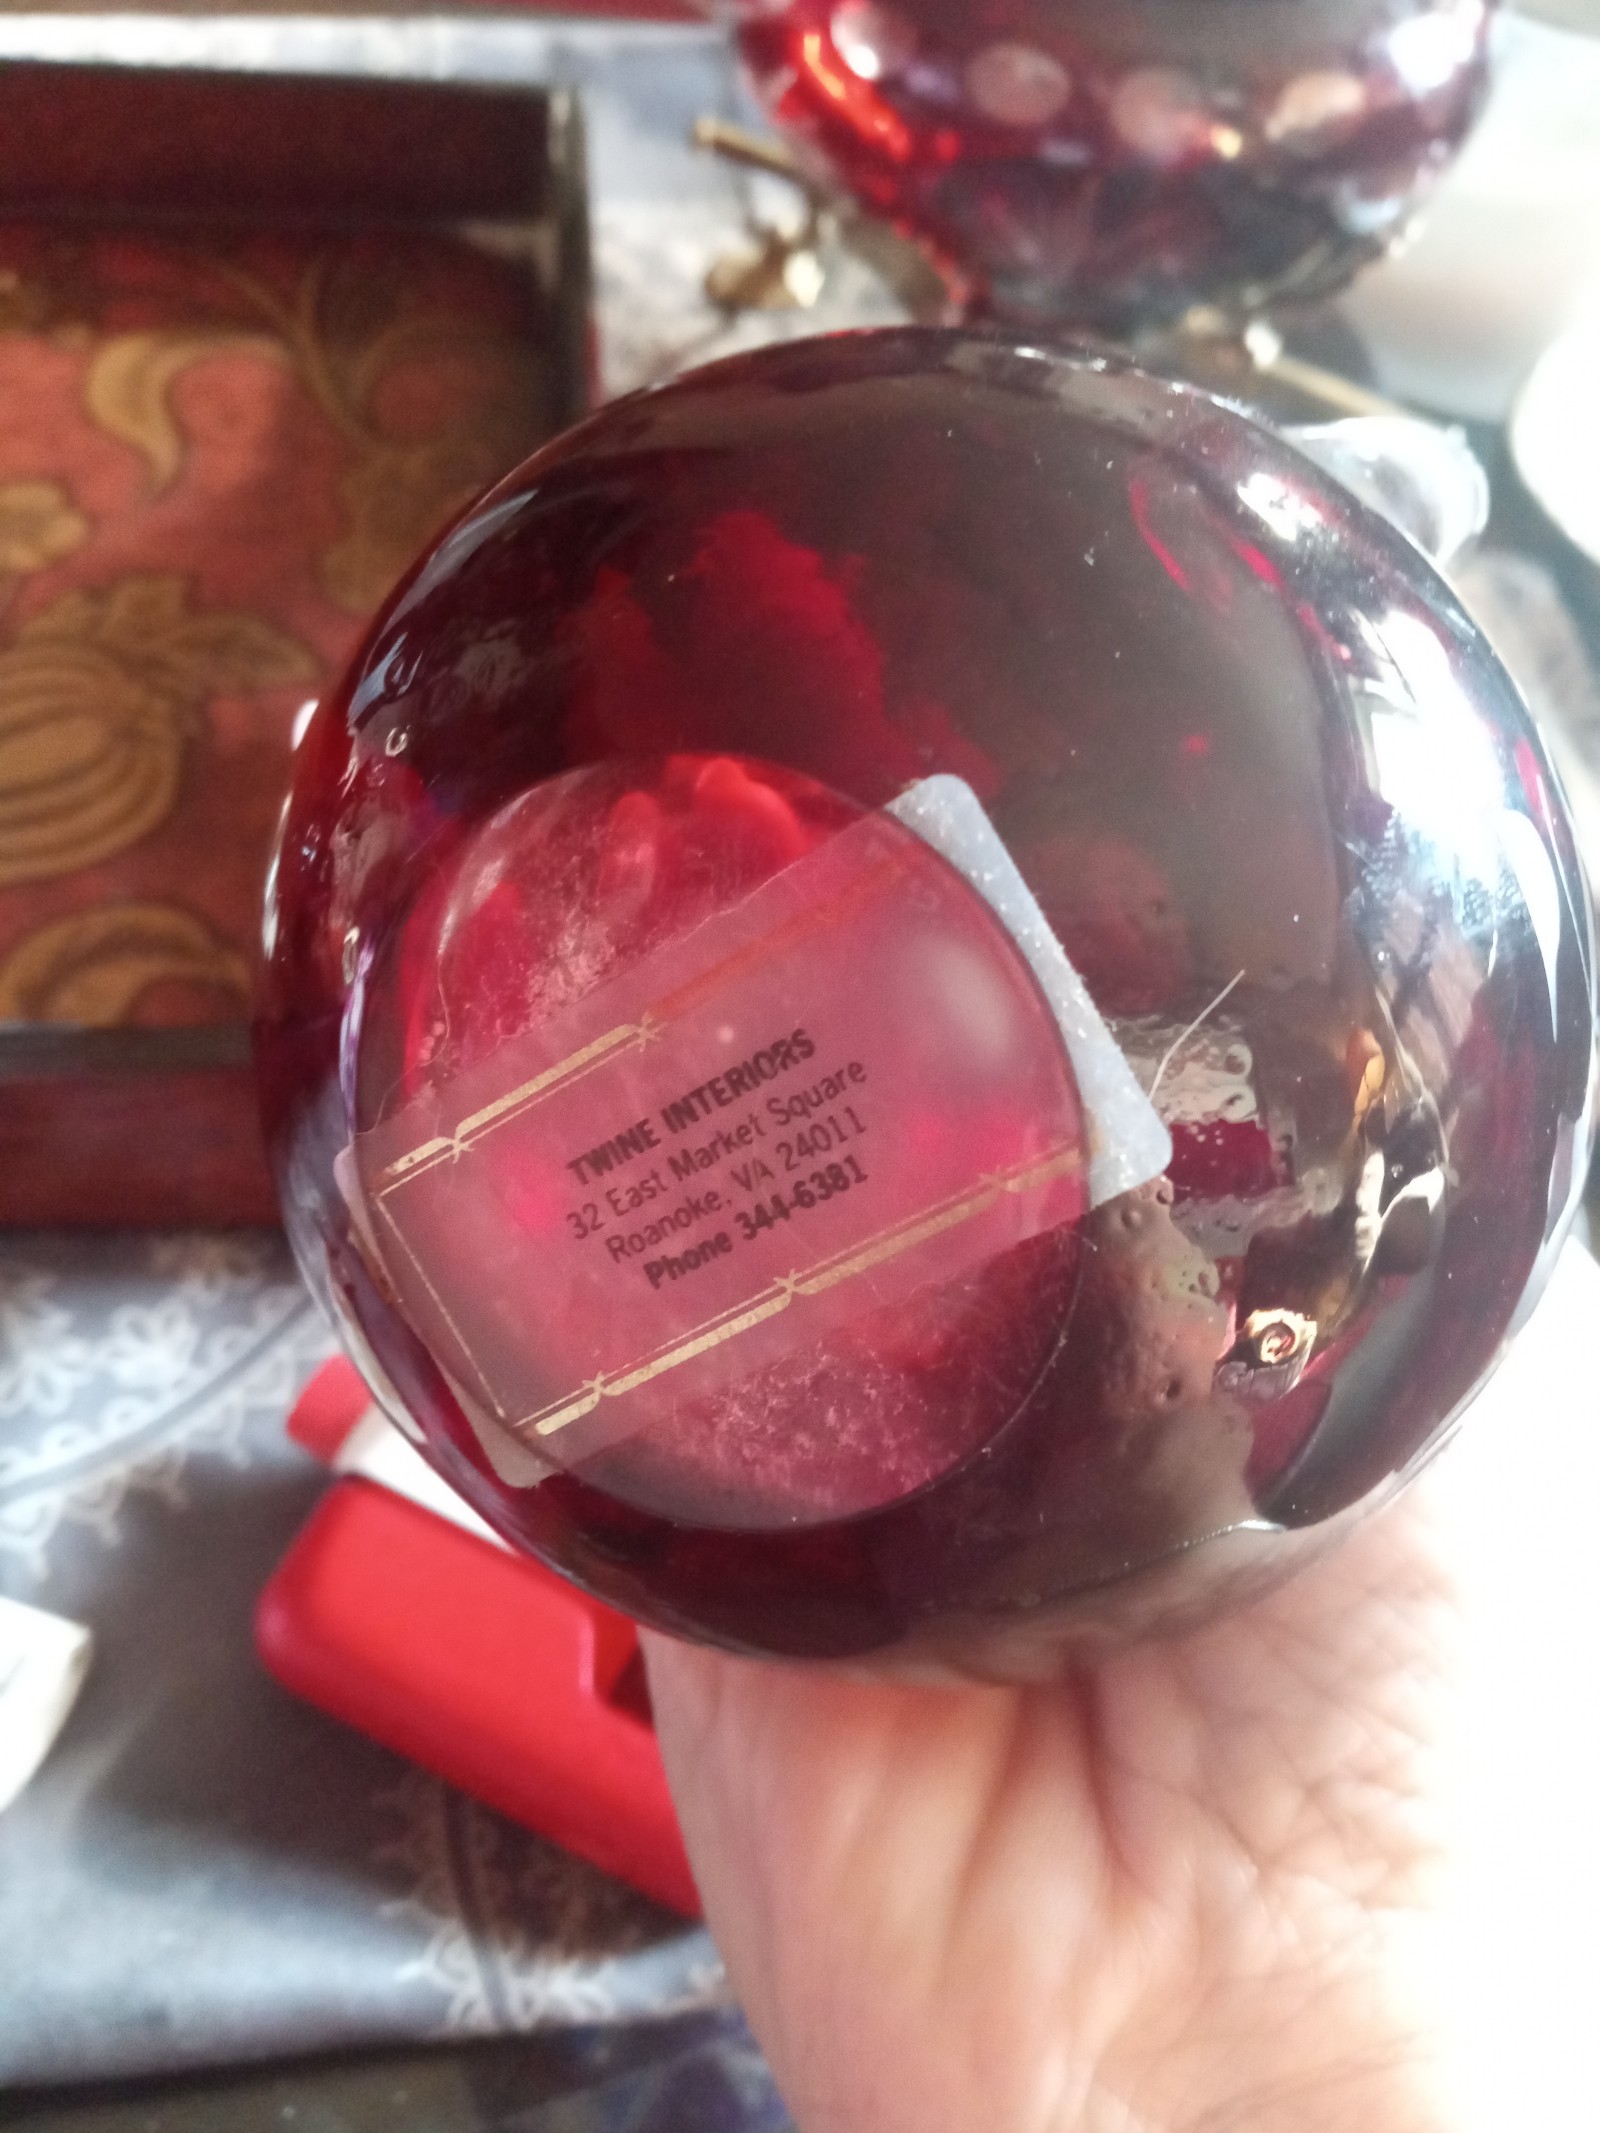 TWINE INTERIORS
32 East Market Square
Roanoke, VA 24011
Phone 344-6381